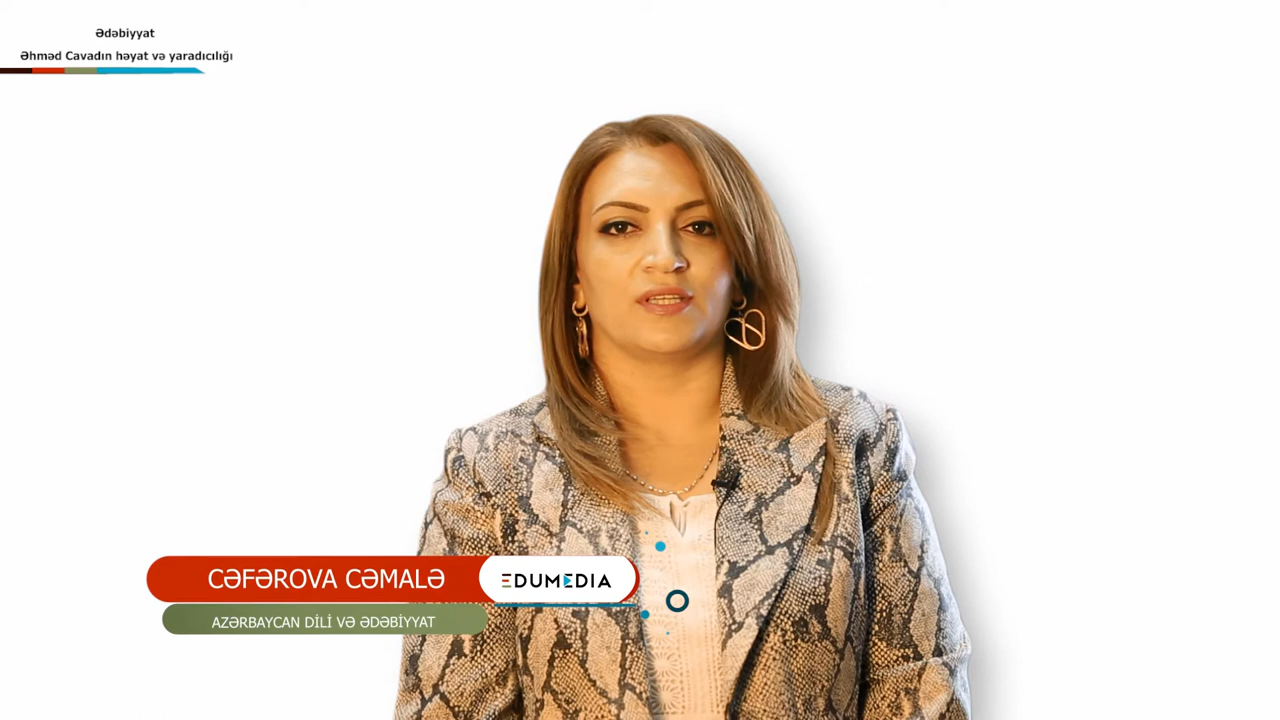 Ədəbiyyat
Əhməd Cavadın həyat və yaradıcılığı
CƏFƏROVA CƏMALƏ
EDUMEDIA
AZƏRBAYCAN DİLİ VƏ ƏDƏBİYYAT